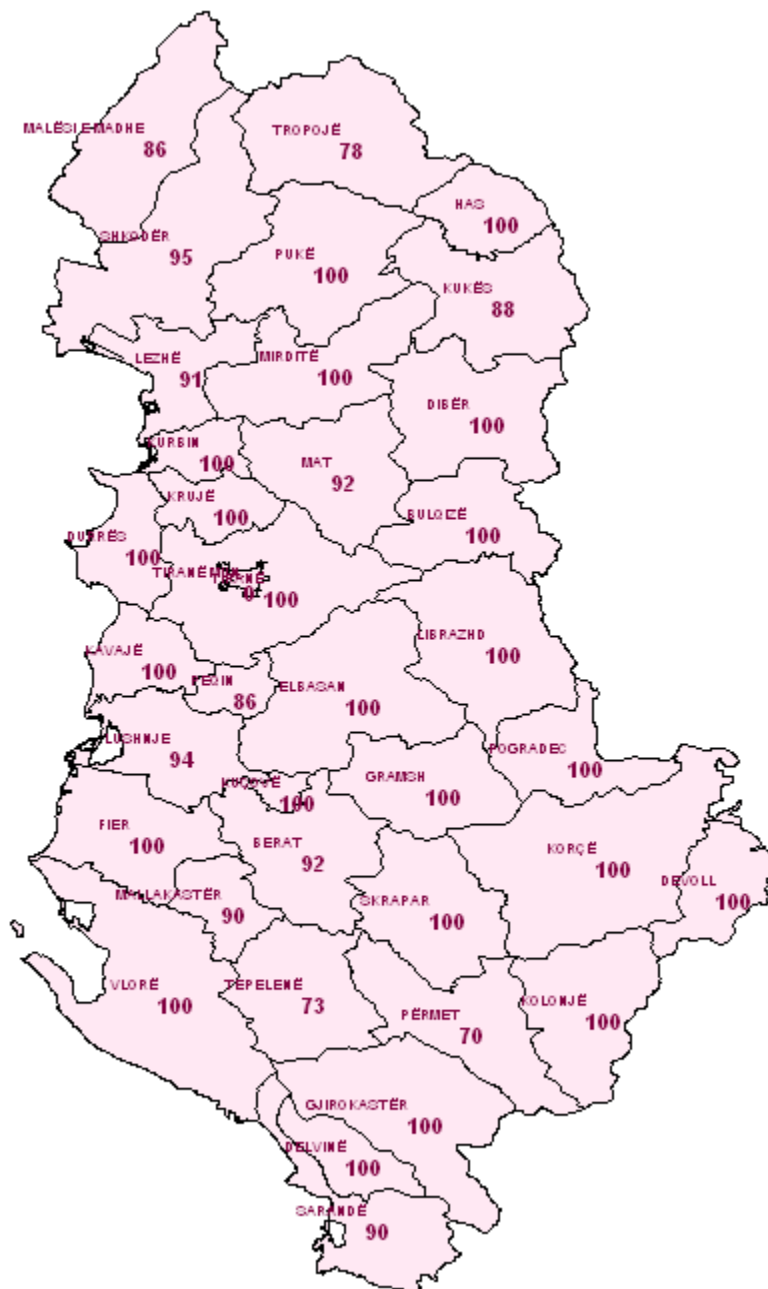 MALËSI E MADHE
86
TROPOJË
78
HAS
100
SHKODËR
95
PUKË
100
KUKËS
88
LEZHË
91
MIRDITË
100
DIBËR
100
KURBIN
100
MAT
92
KRUJË
100
BULQIZË
100
DURRËS
100
0
100
LIBRAZHD
100
KAVAJË
100
PEQIN
86
ELBASAN
100
LUSHNJE
94
POGRADEC
100
KUÇOVË
100
GRAMSH
100
FIER
100
BERAT
92
KORÇË
100
DEVOLL
100
MALLAKASTËR
90
SKRAPAR
100
VLORË
100
TEPELENË
73
PËRMET
70
KOLONJË
100
GJIROKASTËR
100
DELVINË
100
SARANDË
90